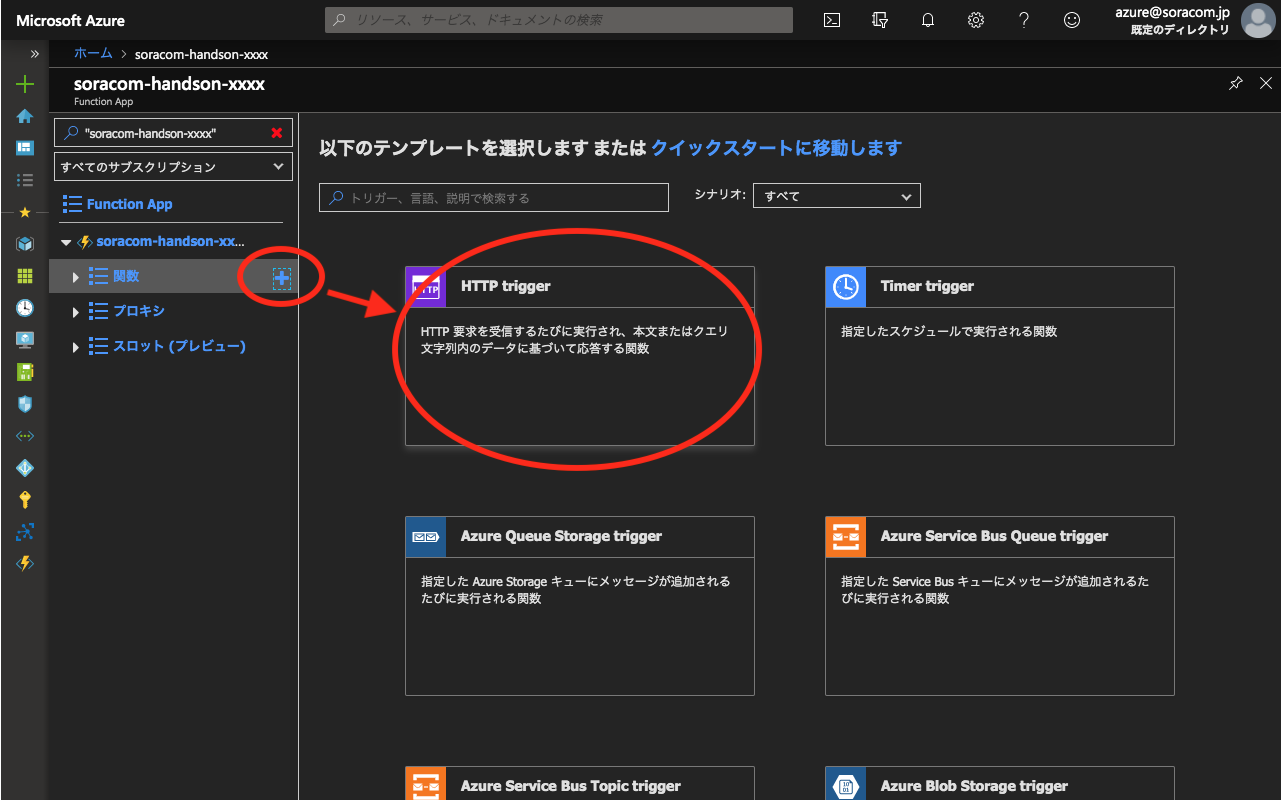 Microsoft Azure
リソース、サービス、ドキュメントの検索
azure@soracom.jp
既定のディレクトリ
ホーム > soracom-handson-xxxx
soracom-handson-xxxx
Function App
"soracom-handson-xxxx"
すべてのサブスクリプション
Function App
soracom-handson-xx...
関数
プロキシ
スロット (プレビュー)
以下のテンプレートを選択します または クイックスタートに移動します
トリガー、言語、説明で検索する
シナリオ: すべて
HTTP
HTTP trigger
HTTP 要求を受信するたびに実行され、本文またはクエリ
文字列内のデータに基づいて応答する関数
Timer trigger
指定したスケジュールで実行される関数
Azure Queue Storage trigger
指定した Azure Storage キューにメッセージが追加される
たびに実行される関数
Azure Service Bus Queue trigger
指定した Service Bus キューにメッセージが追加されるた
びに実行される関数
Azure Service Bus Topic trigger
Azure Blob Storage trigger